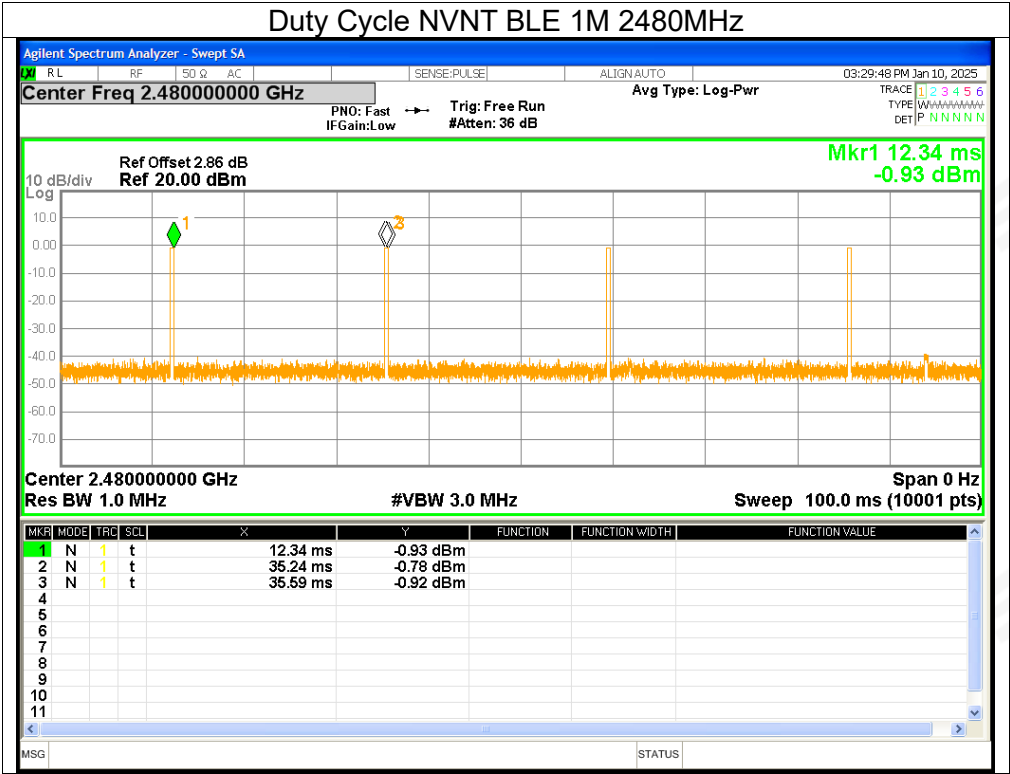 Duty Cycle NVNT BLE 1M 2480MHz
Agilent Spectrum Analyzer - Swept SA
LXI RL RF 50 Ω AC SENSE:PULSE ALIGN AUTO 03:29:48 PM Jan 10, 2025
Center Freq 2.480000000 GHz Avg Type: Log-Pwr TRACE 1 2 3 4 5 6
PNO: Fast Trig: Free Run TYPE W
IFGain:Low #Atten: 36 dB DET P N N N N N
Mkr1 12.34 ms
Ref Offset 2.86 dB -0.93 dBm
10 dB/div Ref 20.00 dBm
Log
10.0
0.00
-10.0
-20.0
-30.0
-40.0
-50.0
-60.0
-70.0
1
3
Center 2.480000000 GHz Span 0 Hz
Res BW 1.0 MHz #VBW 3.0 MHz Sweep 100.0 ms (10001 pts)
MKR MODE TRC SCL X Y FUNCTION FUNCTION WIDTH FUNCTION VALUE
1 N 1 t 12.34 ms -0.93 dBm
2 N 1 t 35.24 ms -0.78 dBm
3 N 1 t 35.59 ms -0.92 dBm
4
5
6
7
8
9
10
11
MSG STATUS